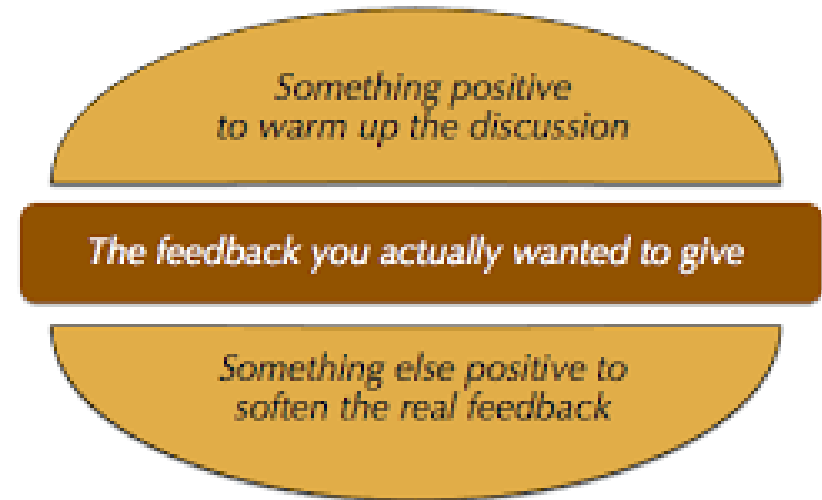 Something positive
to warm up the discussion
The feedback you actually wanted to give
Something else positive to
soften the real feedback